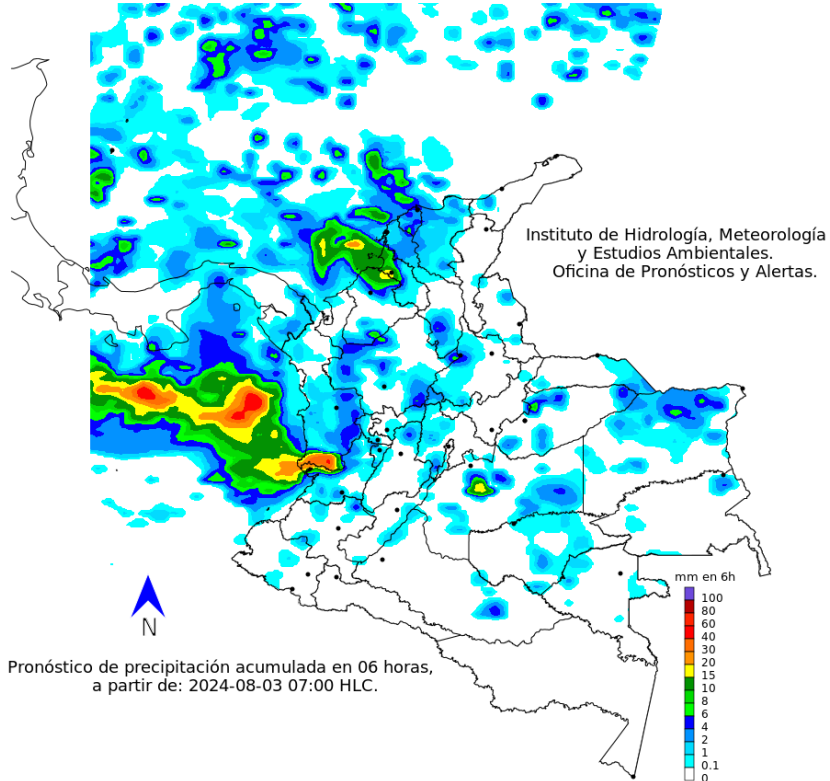 Instituto de Hidrología, Meteorología
y Estudios Ambientales.
Oficina de Pronósticos y Alertas.
N
Pronóstico de precipitación acumulada en 06 horas,
a partir de: 2024-08-03 07:00 HLC.
mm en 6h
100
80
60
40
30
20
15
10
8
6
4
2
1
0.1
0